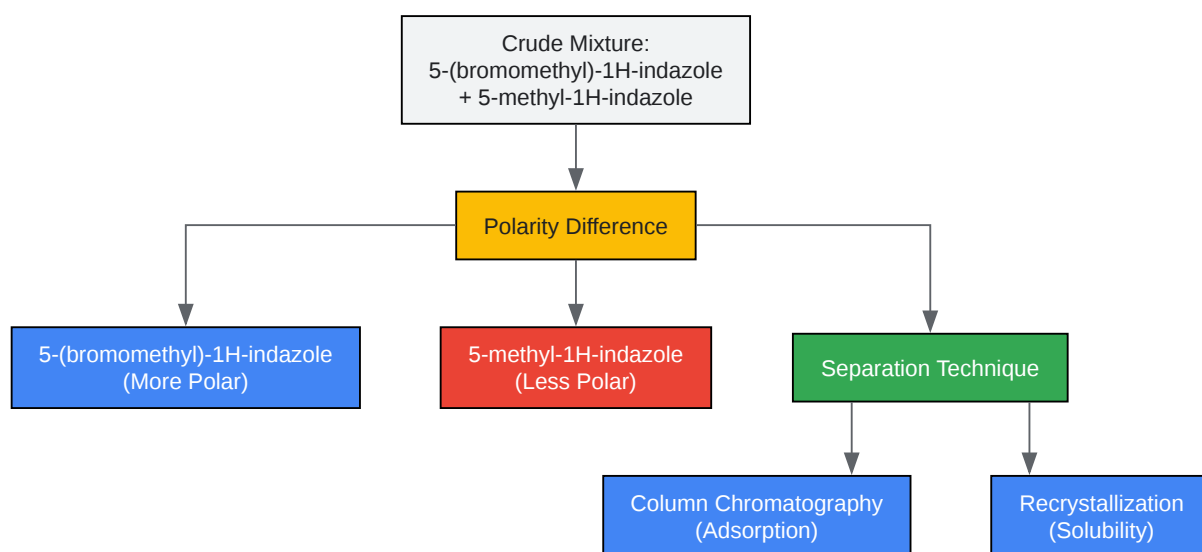 Crude Mixture:
5-(bromomethyl)-1H-indazole
+ 5-methyl-1H-indazole
Polarity Difference
5-(bromomethyl)-1H-indazole
(More Polar)
5-methyl-1H-indazole
(Less Polar)
Separation Technique
Column Chromatography
(Adsorption)
Recrystallization
(Solubility)